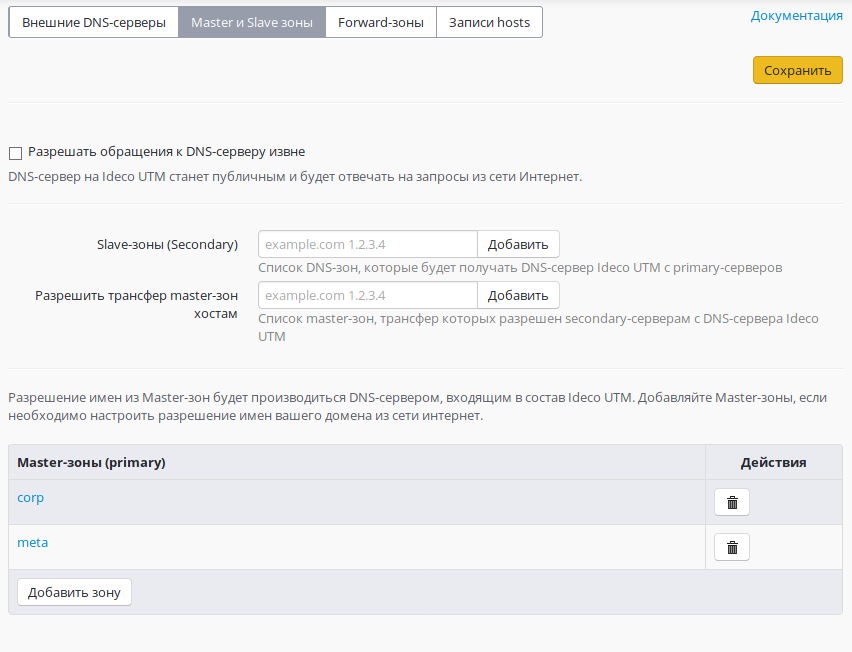 Внешние DNS-серверы Master и Slave зоны Forward-зоны Записи hosts
Документация
Сохранить
Разрешать обращения к DNS-серверу извне
DNS-сервер на Ideco UTM станет публичным и будет отвечать на запросы из сети Интернет.
Slave-зоны (Secondary) example.com 1.2.3.4 Добавить
Список DNS-зон, которые будет получать DNS-сервер Ideco UTM с primary-серверов
Разрешить трансфер master-зон example.com 1.2.3.4 Добавить
хостам
Список master-зон, трансфер которых разрешен secondary-серверам с DNS-сервера Ideco
UTM
Разрешение имен из Master-зон будет производиться DNS-сервером, входящим в состав Ideco UTM. Добавляйте Master-зоны, если
необходимо настроить разрешение имен вашего домена из сети интернет.
Master-зоны (primary) Действия
corp
meta
Добавить зону